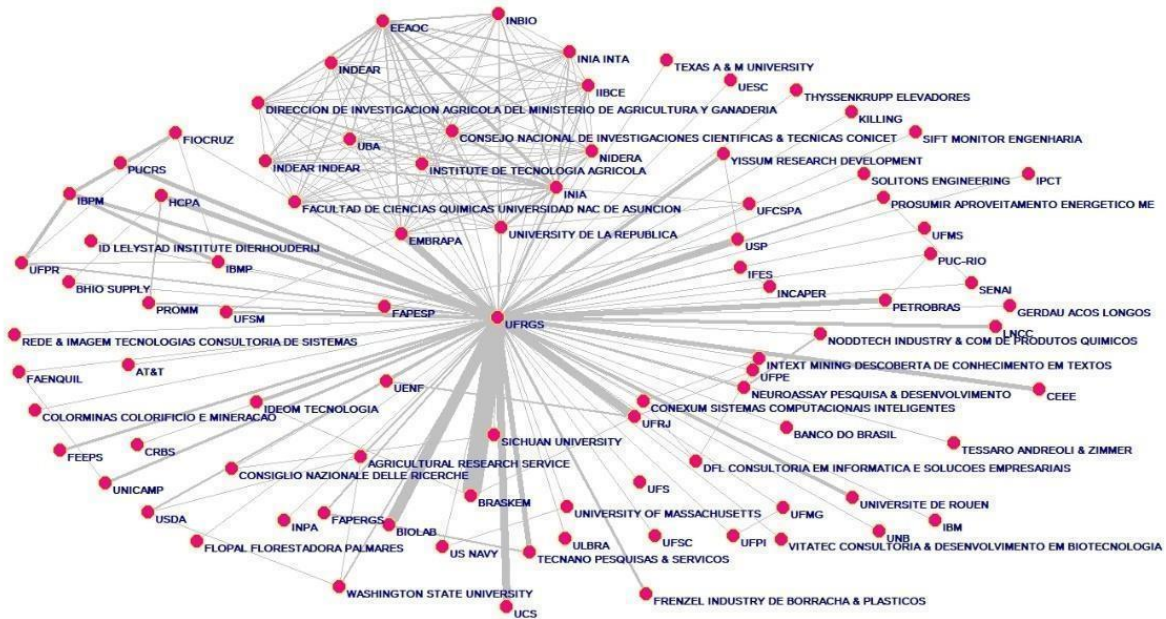 EEAOC
INBIO
INIA INTA
INDEAR
TEXAS A & M UNIVERSITY
UESC
IIBCE
THYSSENKRUPP ELEVADORES
DIRECCION DE INVESTIGACION AGRICOLA DEL MINISTERIO DE AGRICULTURA Y GANADERIA
KILLING
FIOCRUZ
UBA
CONSEJO NACIONAL DE INVESTIGACIONES CIENTIFICAS & TECNICAS CONICET
SIFT MONITOR ENGENHARIA
NIDERA
YISSUM RESEARCH DEVELOPMENT
PUCRS
INDEAR INDEAR
INSTITUTE DE TECNOLOGIA AGRICOLA
SOLITONS ENGINEERING
IPCT
IBPM
HCPA
INIA
PROSUMIR APROVEITAMENTO ENERGETICO ME
FACULTAD DE CIENCIAS QUIMICAS UNIVERSIDAD NAC DE ASUNCION
UFCSPA
EMBRAPA
UNIVERSITY DE LA REPUBLICA
UFMS
ID LELYSTAD INSTITUTE DIERHOUDERIJ
USP
PUC-RIO
UFPR
IBMP
IFES
BHIO SUPPLY
INCAPER
SENAI
PROMM
UFSM
FAPESP
PETROBRAS
GERDAU ACOS LONGOS
UFRGS
LNCC
REDE & IMAGEM TECNOLOGIAS CONSULTORIA DE SISTEMAS
NODDTECH INDUSTRY & COM DE PRODUTOS QUIMICOS
FAENQUIL
AT&T
INTEXT MINING DESCOBERTA DE CONHECIMENTO EM TEXTOS
UFPE
UENF
NEUROASSAY PESQUISA & DESENVOLVIMENTO
CEEE
COLORMINAS COLORIFICIO E MINERACAO
IDEOM TECNOLOGIA
CONEXUM SISTEMAS COMPUTACIONAIS INTELIGENTES
UFRJ
BANCO DO BRASIL
FEEPS
CRBS
SICHUAN UNIVERSITY
TESSARO ANDREOLI & ZIMMER
AGRICULTURAL RESEARCH SERVICE
DFL CONSULTORIA EM INFORMATICA E SOLUCOES EMPRESARIAIS
CONSIGLIO NAZIONALE DELLE RICERCHE
UNICAMP
UFS
BRASKEM
UNIVERSITE DE ROUEN
USDA
FAPERGS
UNIVERSITY OF MASSACHUSETTS
UFMG
INPA
BIOLAB
IBM
UNB
FLOPAL FLORESTADORA PALMARES
US NAVY
ULBRA
UFSC
UFPI
VITATEC CONSULTORIA & DESENVOLVIMENTO EM BIOTECNOLOGIA
TECNANO PESQUISAS & SERVICOS
WASHINGTON STATE UNIVERSITY
FRENZEL INDUSTRY DE BORRACHA & PLASTICOS
UCS